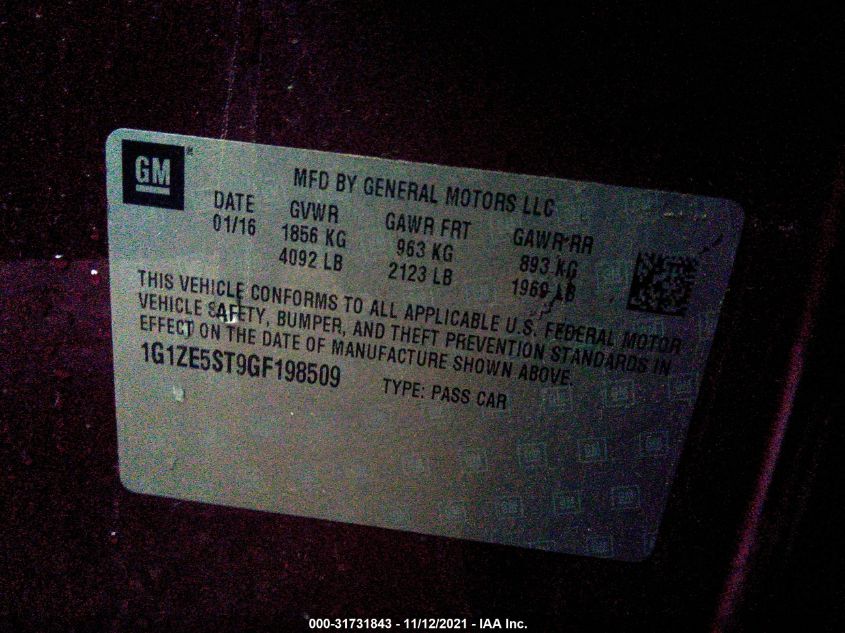 GM
MFD BY GENERAL MOTORS LLC
DATE GVWR GAWR FRT GAWR RR
01/16 1856 KG 963 KG 893 KG
4092 LB 2123 LB 1969 LB
THIS VEHICLE CONFORMS TO ALL APPLICABLE U.S. FEDERAL MOTOR
VEHICLE SAFETY, BUMPER, AND THEFT PREVENTION STANDARDS IN
EFFECT ON THE DATE OF MANUFACTURE SHOWN ABOVE.
1G1ZE5ST9GF198509 TYPE: PASS CAR
000-31731843 - 11/12/2021 - IAA Inc.